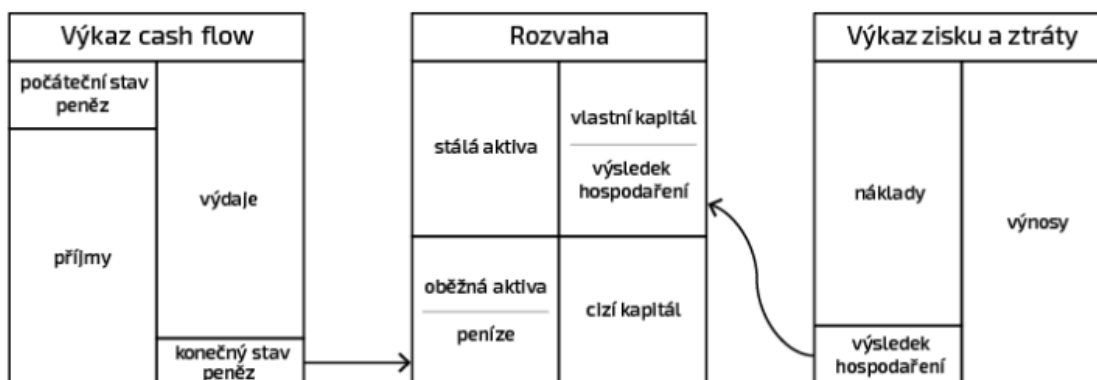 Výkaz cash flow
počáteční stav
peněz
příjmy
výdaje
konečný stav
peněz
Rozvaha
stálá aktiva
vlastní kapitál
výsledek
hospodaření
oběžná aktiva
peníze
cizí kapitál
Výkaz zisku a ztráty
náklady
výsledek
hospodaření
výnosy